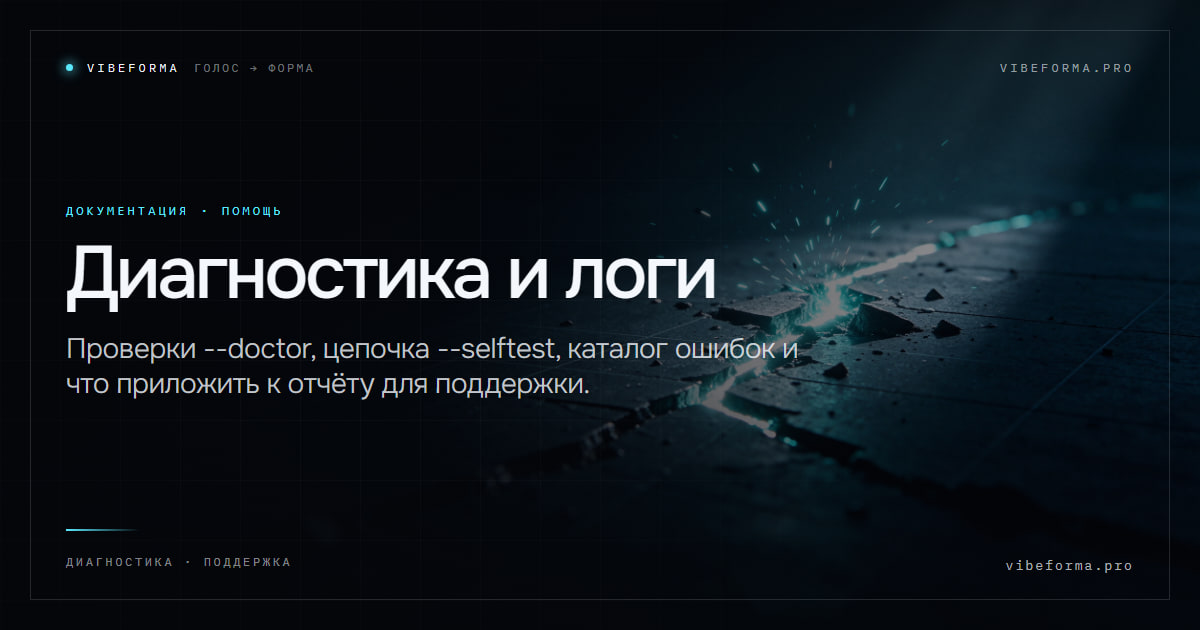 VIBEFORMA ГОЛОС → ФОРМА
VIBEFORMA.PRO
ДОКУМЕНТАЦИЯ · ПОМОЩЬ
Диагностика и логи
Проверки --doctor, цепочка --selftest, каталог ошибок и
что приложить к отчёту для поддержки.
ДИАГНОСТИКА · ПОДДЕРЖКА
vibeforma.pro